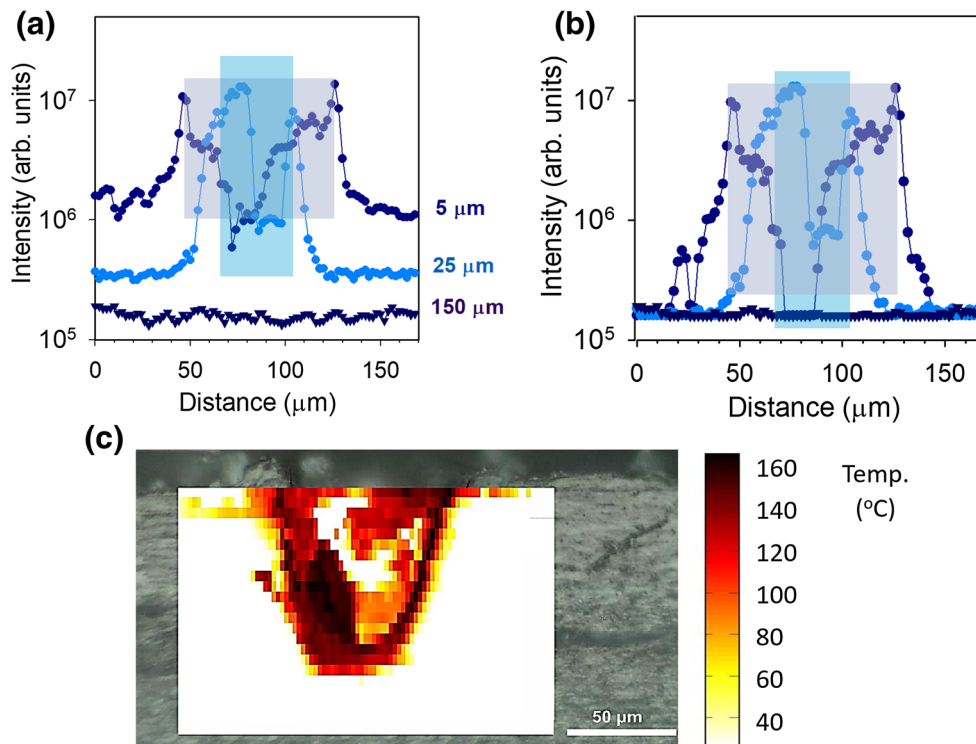 (a)
Intensity (arb. units)
10⁷
10⁶
10⁵
5 μm
25 μm
150 μm
0 50 100 150
Distance (μm)
(b)
Intensity (arb. units)
10⁷
10⁶
10⁵
0 50 100 150
Distance (μm)
(c)
50 μm
160
140
120
100
80
60
40
Temp.
(ºC)